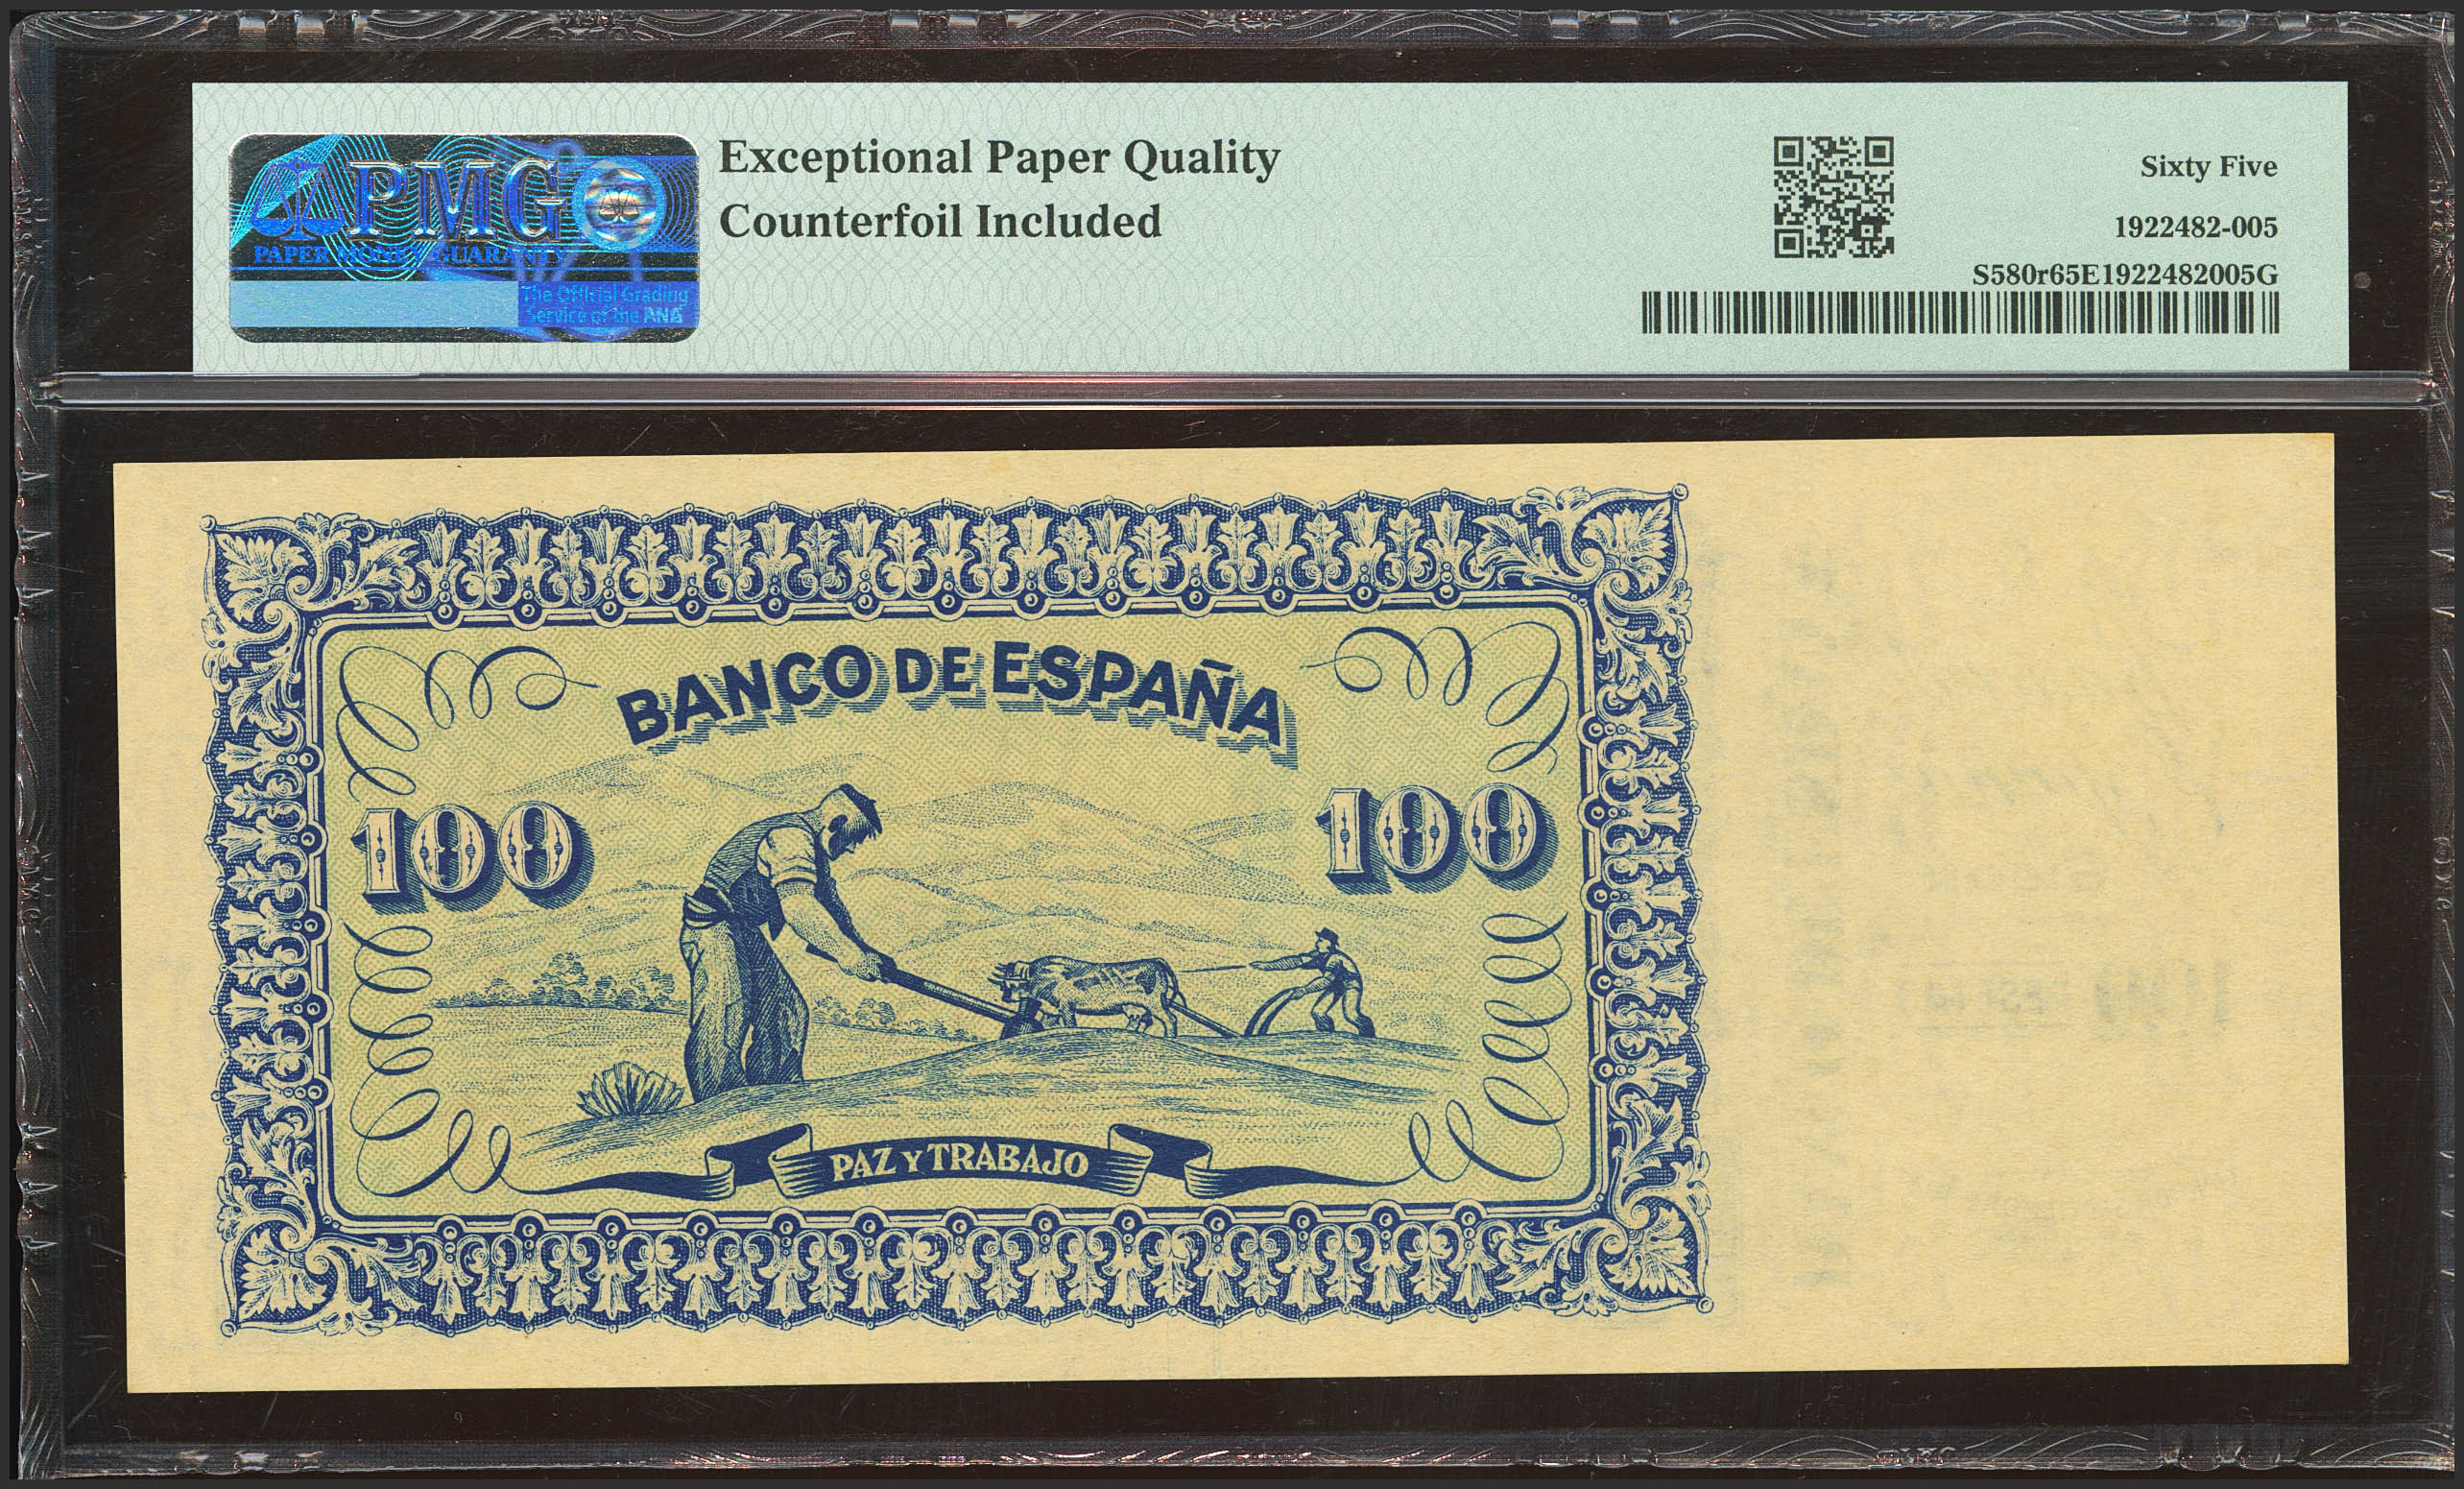 PMG
PAPER MONEY GUARANTY
The Official Grading
Service of the ANA
Exceptional Paper Quality
Counterfoil Included
Sixty Five
1922482-005
S580r65E1922482005G
BANCO DE ESPAÑA
100
100
PAZ Y TRABAJO